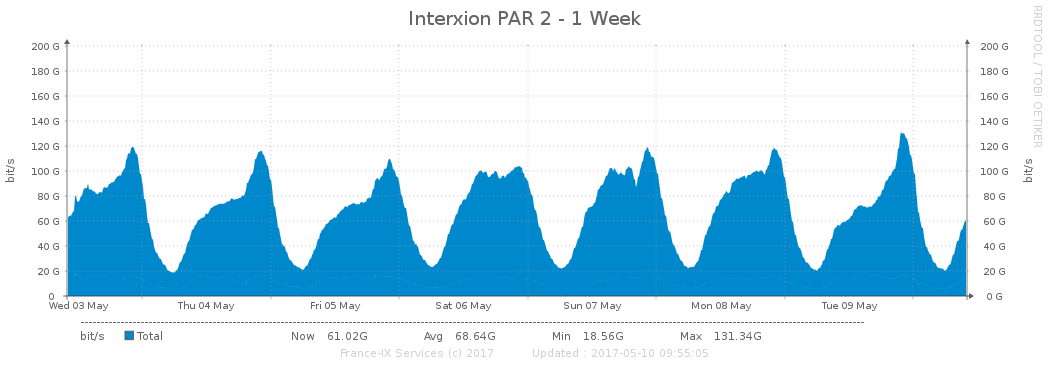 Interxion PAR 2 - 1 Week
RRDTOOL / TOBI OETIKER
bit/s
200 G 200 G
180 G 180 G
160 G 160 G
140 G 140 G
120 G 120 G
100 G 100 G
80 G 80 G
60 G 60 G
40 G 40 G
20 G 20 G
0 0 G
bit/s
Wed 03 May Thu 04 May Fri 05 May Sat 06 May Sun 07 May Mon 08 May Tue 09 May
bit/s Total Now 61.02G Avg 68.64G Min 18.56G Max 131.34G
France-IX Services (c) 2017 Updated : 2017-05-10 09:55:05